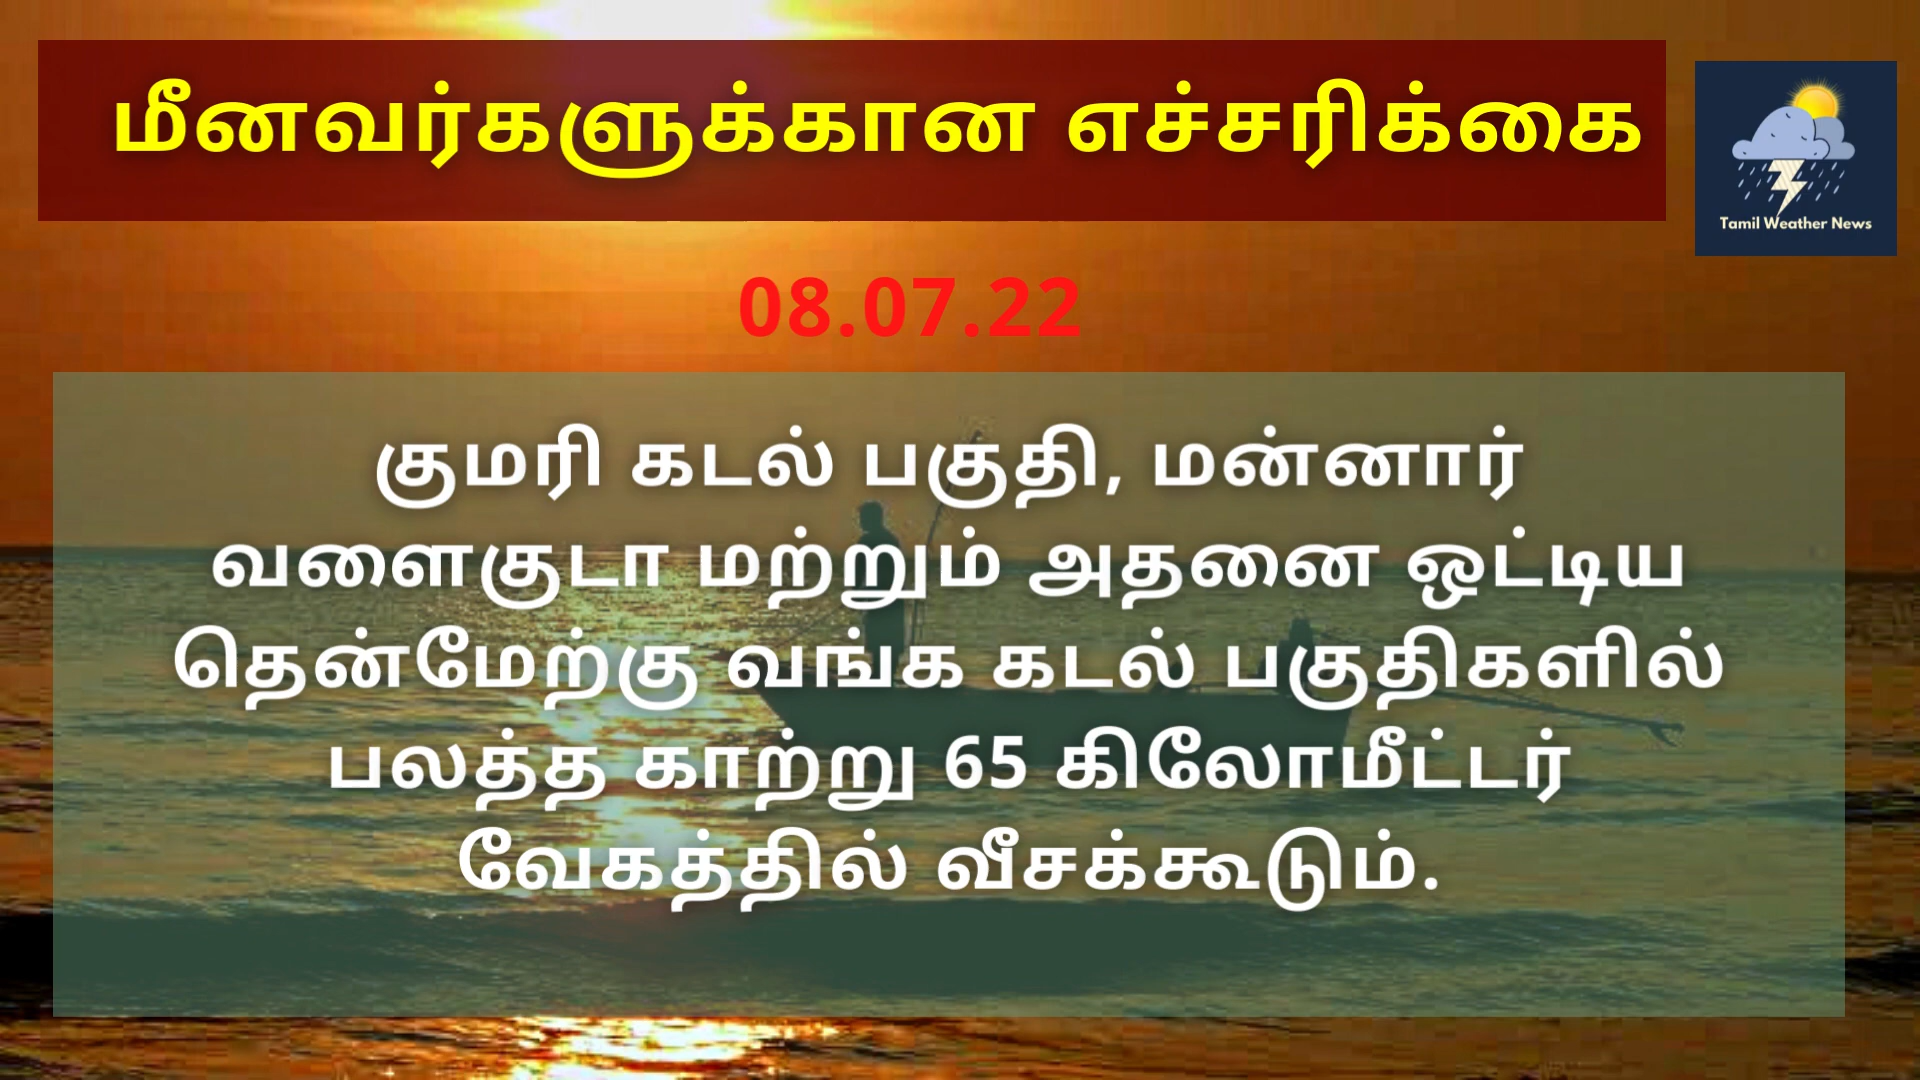 மீனவர்களுக்கான எச்சரிக்கை
Tamil Weather News
08.07.22
குமரி கடல் பகுதி, மன்னார்
வளைகுடா மற்றும் அதனை ஒட்டிய
தென்மேற்கு வங்க கடல் பகுதிகளில்
பலத்த காற்று 65 கிலோமீட்டர்
வேகத்தில் வீசக்கூடும்.